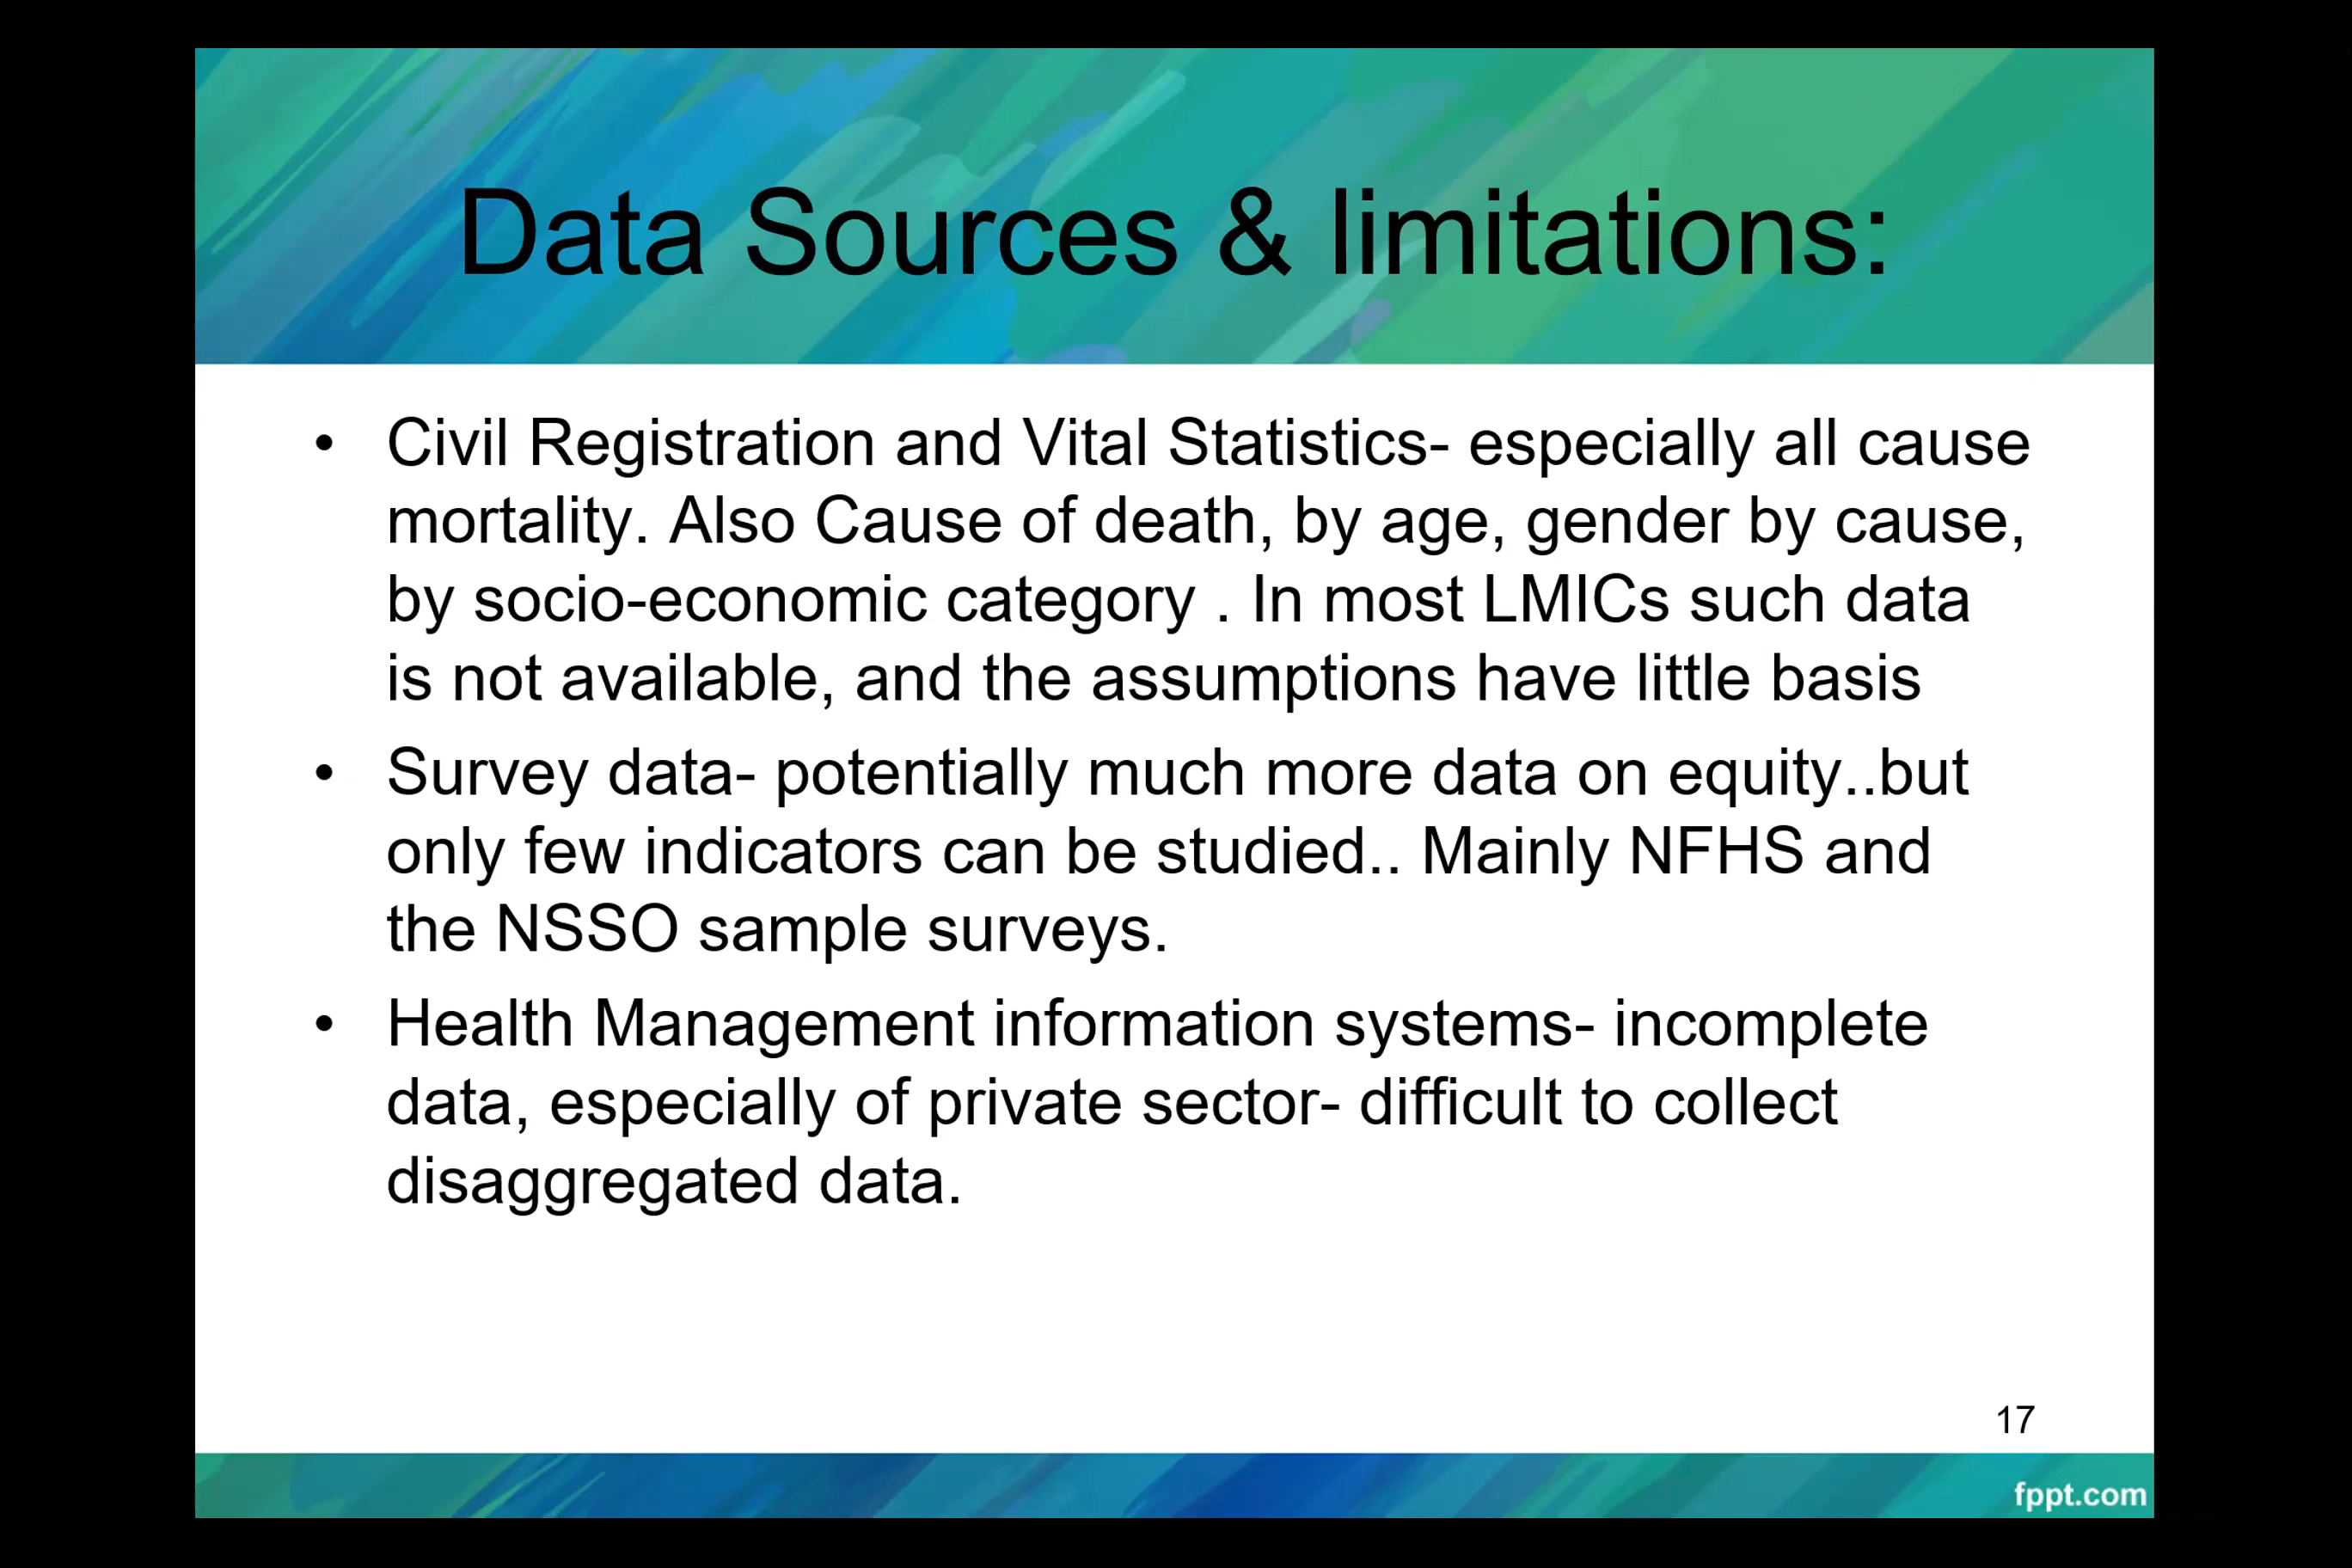 Data Sources & limitations:
• Civil Registration and Vital Statistics- especially all cause
mortality. Also Cause of death, by age, gender by cause,
by socio-economic category . In most LMICs such data
is not available, and the assumptions have little basis
• Survey data- potentially much more data on equity..but
only few indicators can be studied.. Mainly NFHS and
the NSSO sample surveys.
• Health Management information systems- incomplete
data, especially of private sector- difficult to collect
disaggregated data.
17
fppt.com